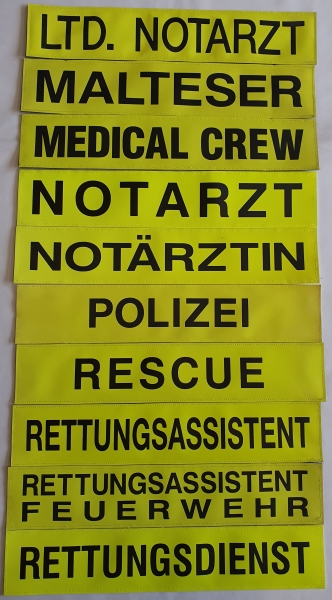 LTD. NOTARZT
MALTESER
MEDICAL CREW
NOTARZT
NOTÄRZTIN
POLIZEI
RESCUE
RETTUNGSASSISTENT
RETTUNGSASSISTENT
FEUERWEHR
RETTUNGSDIENST